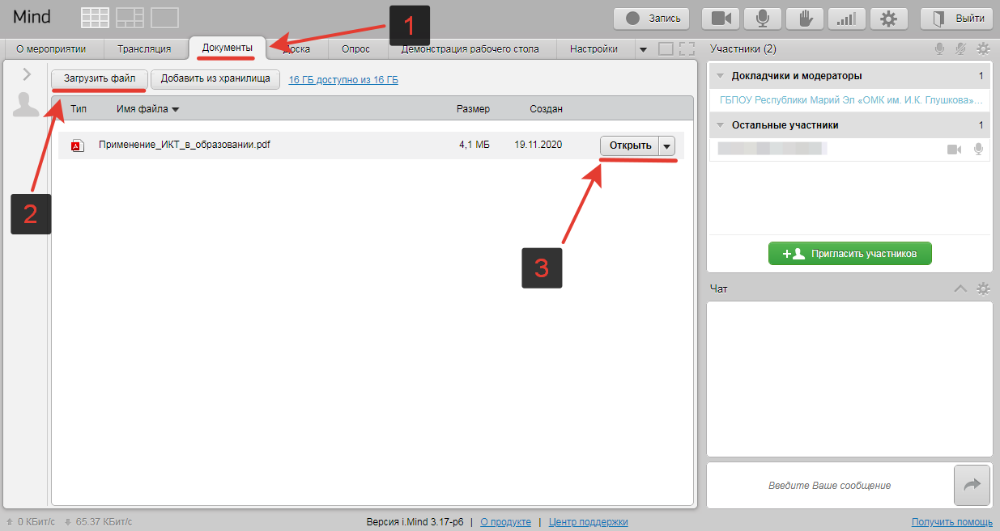 Mind
Запись
Выйти
1
О мероприятии
Трансляция
Документы
Доска
Опрос
Демонстрация рабочего стола
Настройки
Участники (2)
Загрузить файл
Добавить из хранилища
16 ГБ доступно из 16 ГБ
Докладчики и модераторы 1
ГБПОУ Республики Марий Эл «ОМК им. И.К. Глушкова»...
Тип Имя файла Размер Создан
Остальные участники 1
Применение_ИКТ_в_образовании.pdf 4,1 МБ 19.11.2020 Открыть
2
3
Пригласить участников
Чат
Введите Ваше сообщение
0 КБит/с 65.37 КБит/с
Версия i.Mind 3.17-p6 | О продукте | Центр поддержки
Получить помощь